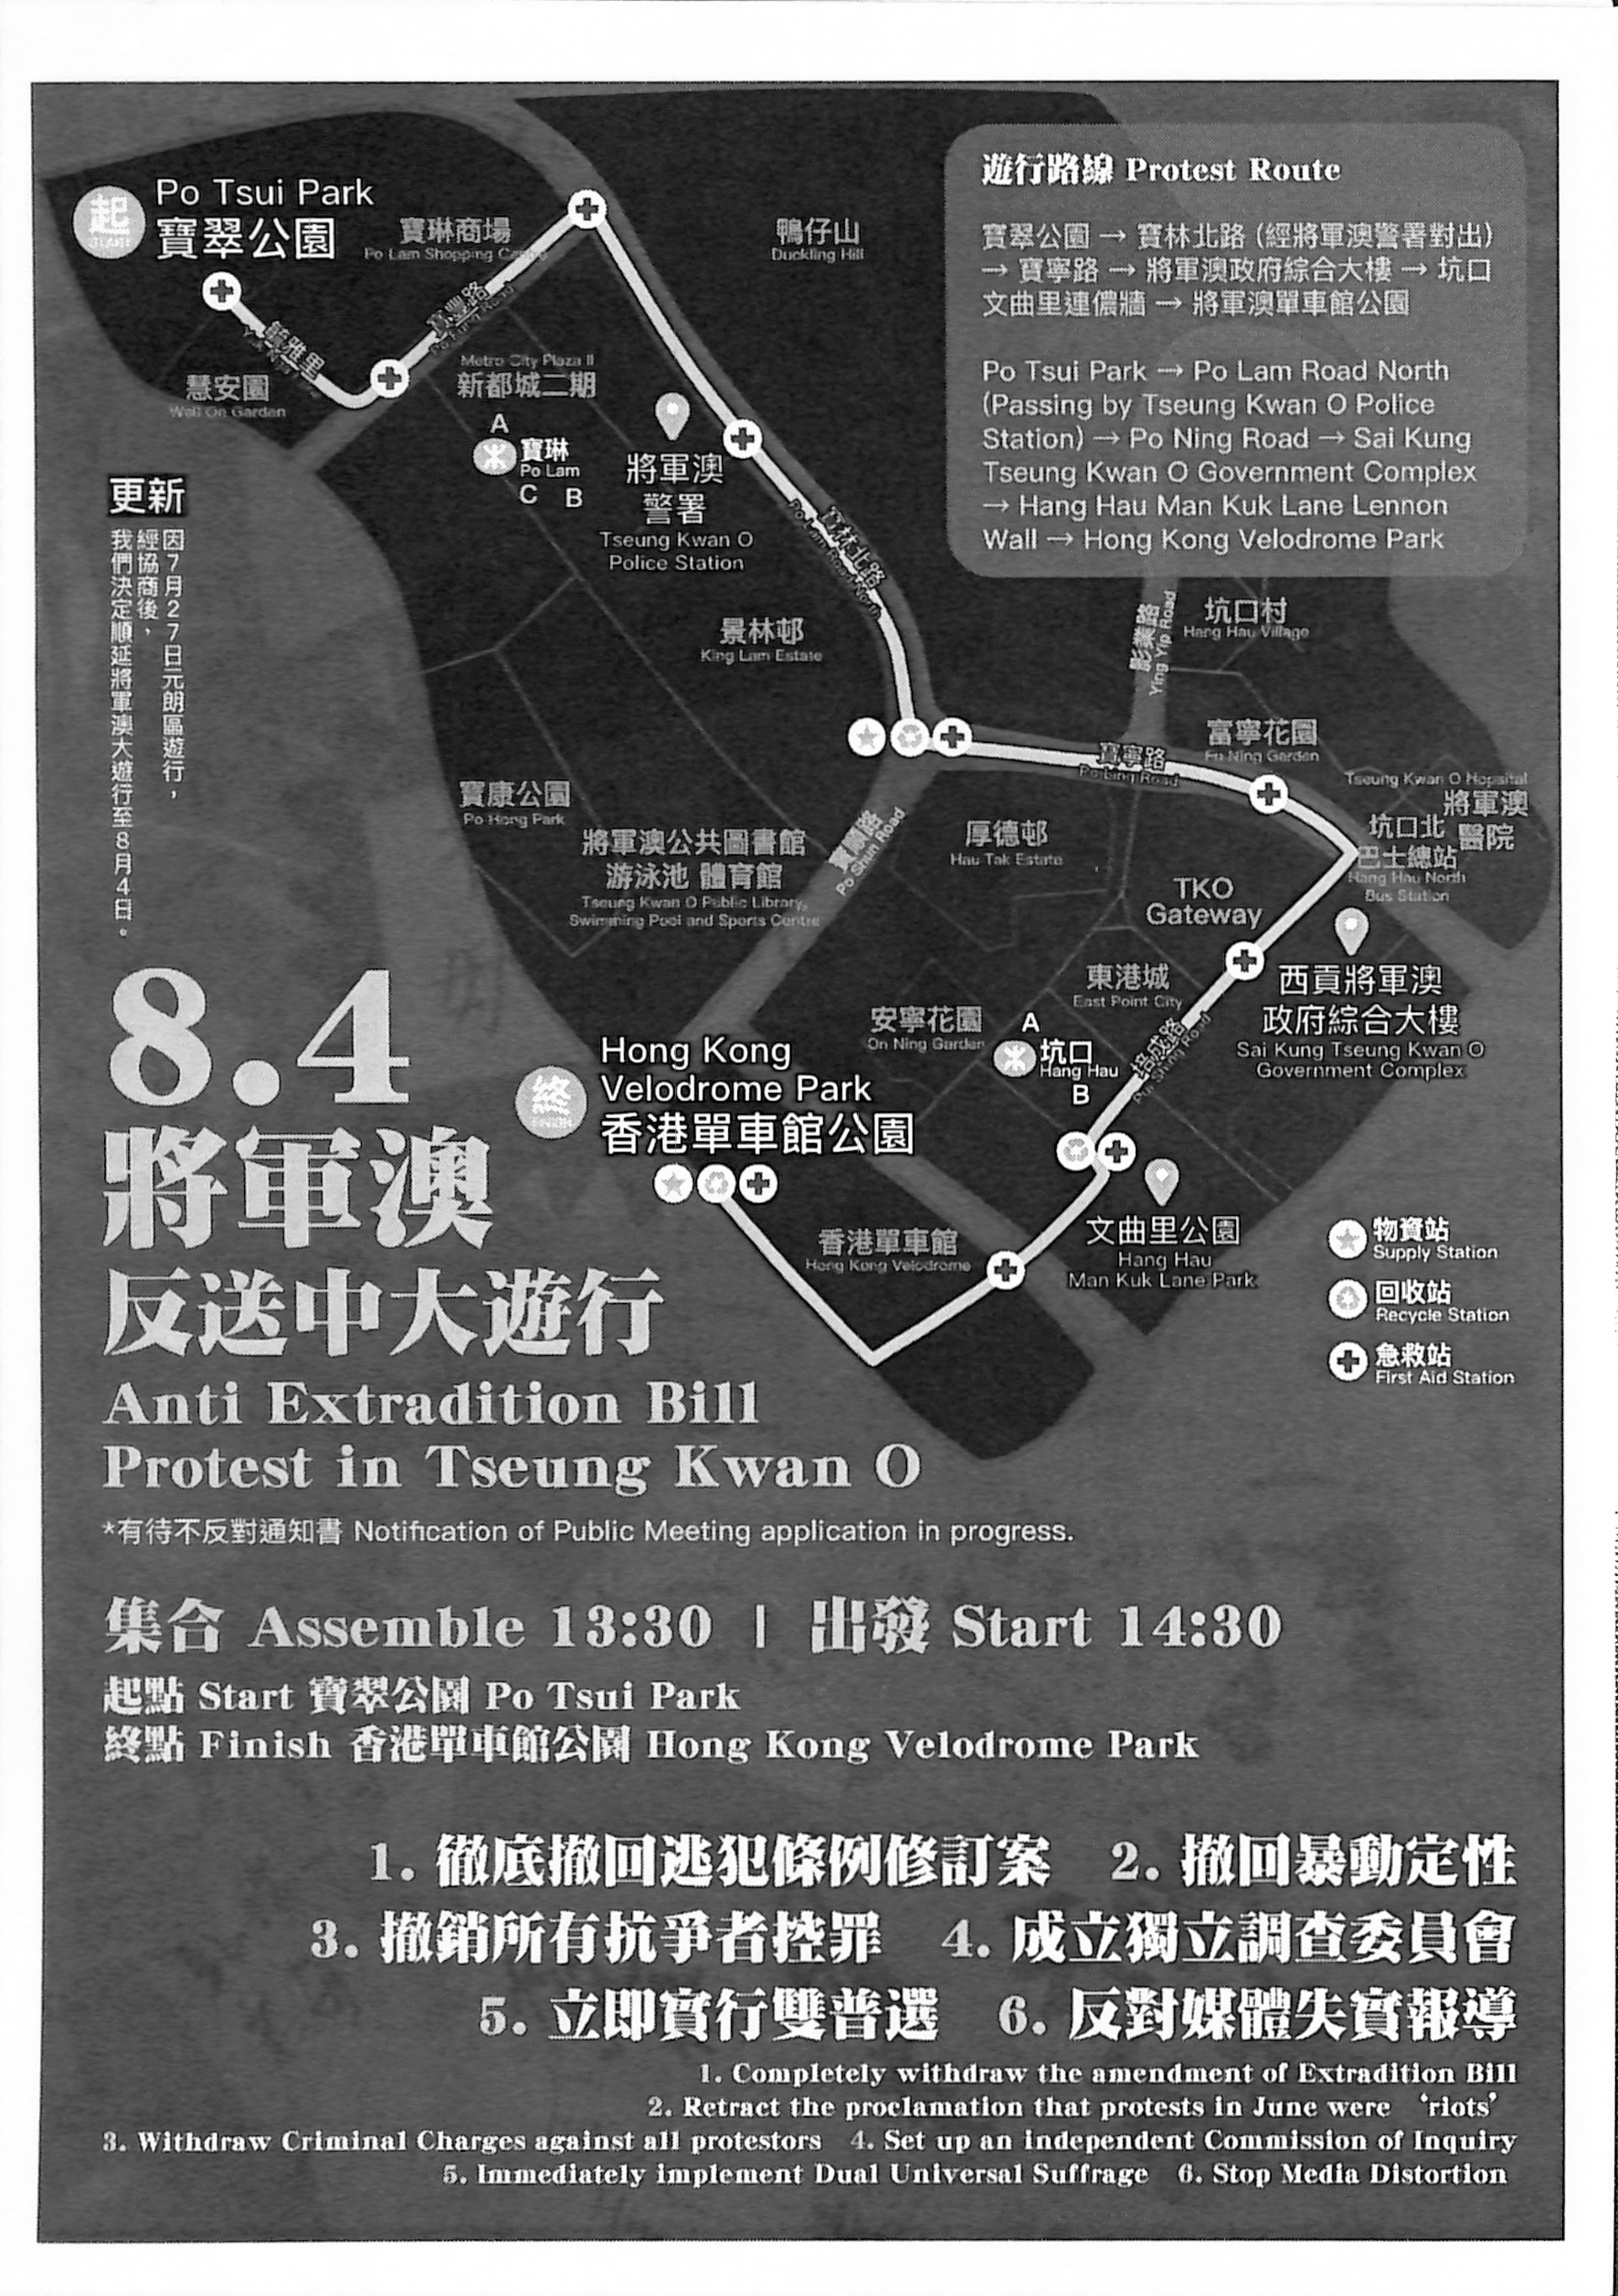 Po Tsui Park
寶翠公園
起
START
寶琳商場
Po Lam Shopping Centre
鴨仔山
Duckling Hill
遊行路線 Protest Route
寶翠公園 → 寶林北路 (經將軍澳警署對出)
→ 寶寧路 → 將軍澳政府綜合大樓 → 坑口
文曲里連儂牆 → 將軍澳單車館公園
Po Tsui Park → Po Lam Road North
(Passing by Tseung Kwan O Police
Station) → Po Ning Road → Sai Kung
Tseung Kwan O Government Complex
→ Hang Hau Man Kuk Lane Lennon
Wall → Hong Kong Velodrome Park
寶豐路
雅里
慧安園
Wall On Garden
Metro City Plaza II
新都城二期
A
寶琳
Po Lam
C B
將軍澳
警署
Tseung Kwan O
Police Station
寶林北路
Po Lam Road North
更新
因7月27日元朗區遊行，
經協商後，
我們決定順延將軍澳大遊行至8月4日。
景林邨
King Lam Estate
影業路
Ying Yip Road
坑口村
Hang Hau Village
富寧花園
Fu Ning Garden
寶寧路
Po Ling Road
Tseung Kwan O Hopsital
將軍澳
醫院
坑口北
巴士總站
Hang Hau North
Bus Station
寶康公園
Po Hong Park
將軍澳公共圖書館
游泳池 體育館
Tseung Kwan O Public Library,
Swimming Pool and Sports Centre
寶順路
Po Shun Road
厚德邨
Hau Tak Estate
TKO
Gateway
東港城
East Point City
西貢將軍澳
政府綜合大樓
Sai Kung Tseung Kwan O
Government Complex
安寧花園
On Ning Garden
A
坑口
Hang Hau
B
培成路
Pui Shing Road
終
FINISH
Hong Kong
Velodrome Park
香港單車館公園
香港單車館
Hong Kong Velodrome
文曲里公園
Hang Hau
Man Kuk Lane Park
物資站
Supply Station
回收站
Recycle Station
急救站
First Aid Station
8.4
將軍澳
反送中大遊行
Anti Extradition Bill
Protest in Tseung Kwan O
*有待不反對通知書 Notification of Public Meeting application in progress.
集合 Assemble 13:30 | 出發 Start 14:30
起點 Start 寶翠公園 Po Tsui Park
終點 Finish 香港單車館公園 Hong Kong Velodrome Park
1. 徹底撤回逃犯條例修訂案 2. 撤回暴動定性
3. 撤銷所有抗爭者控罪 4. 成立獨立調查委員會
5. 立即實行雙普選 6. 反對媒體失實報導
1. Completely withdraw the amendment of Extradition Bill
2. Retract the proclamation that protests in June were ‘riots’
3. Withdraw Criminal Charges against all protestors 4. Set up an independent Commission of Inquiry
5. Immediately implement Dual Universal Suffrage 6. Stop Media Distortion